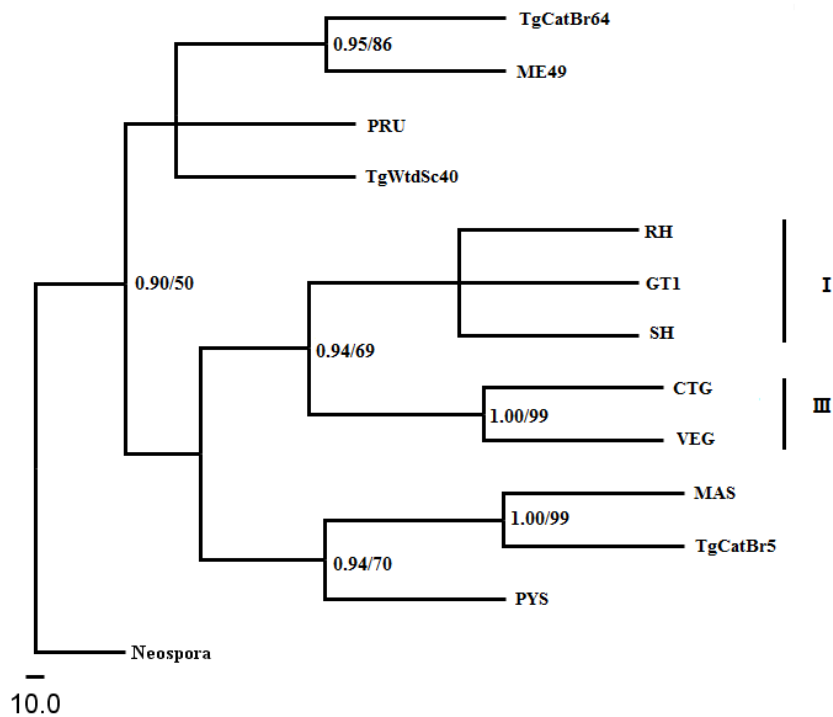 TgCatBr64
0.95/86
ME49
PRU
TgWtdSc40
RH
0.90/50
GT1
I
SH
0.94/69
CTG
III
1.00/99
VEG
MAS
1.00/99
TgCatBr5
0.94/70
PYS
Neospora
10.0